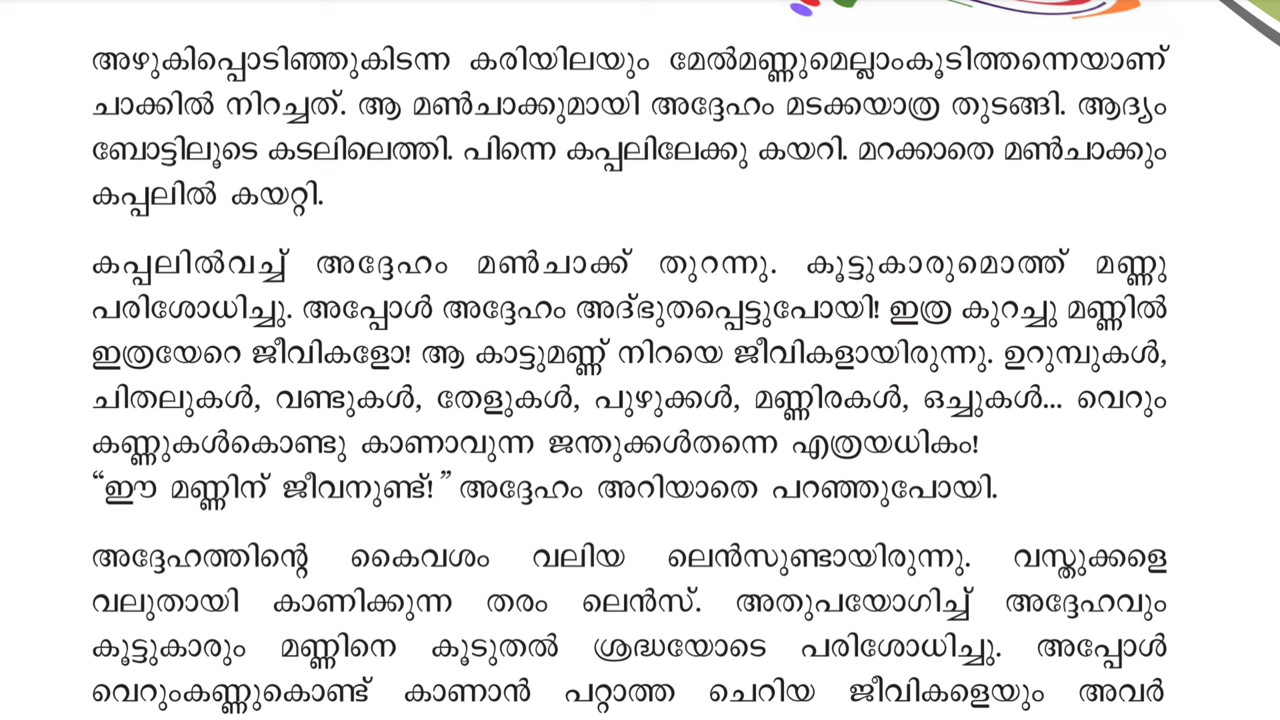 അഴുകിപ്പൊടിഞ്ഞുകിടന്ന കരിയിലയും മേൽമണ്ണുമെല്ലാംകൂടിത്തന്നെയാണ്
ചാക്കിൽ നിറച്ചത്. ആ മൺചാക്കുമായി അദ്ദേഹം മടക്കയാത്ര തുടങ്ങി. ആദ്യം
ബോട്ടിലൂടെ കടലിലെത്തി. പിന്നെ കപ്പലിലേക്കു കയറി. മറക്കാതെ മൺചാക്കും
കപ്പലിൽ കയറ്റി.
കപ്പലിൽവച്ച് അദ്ദേഹം മൺചാക്ക് തുറന്നു. കൂട്ടുകാരുമൊത്ത് മണ്ണു
പരിശോധിച്ചു. അപ്പോൾ അദ്ദേഹം അദ്ഭുതപ്പെട്ടുപോയി! ഇത്ര കുറച്ചു മണ്ണിൽ
ഇത്രയേറെ ജീവികളോ! ആ കാട്ടുമണ്ണ് നിറയെ ജീവികളായിരുന്നു. ഉറുമ്പുകൾ,
ചിതലുകൾ, വണ്ടുകൾ, തേളുകൾ, പുഴുക്കൾ, മണ്ണിരകൾ, ഒച്ചുകൾ... വെറും
കണ്ണുകൾകൊണ്ടു കാണാവുന്ന ജന്തുക്കൾതന്നെ എത്രയധികം!
“ഈ മണ്ണിന് ജീവനുണ്ട്!” അദ്ദേഹം അറിയാതെ പറഞ്ഞുപോയി.
അദ്ദേഹത്തിന്റെ കൈവശം വലിയ ലെൻസുണ്ടായിരുന്നു. വസ്തുക്കളെ
വലുതായി കാണിക്കുന്ന തരം ലെൻസ്. അതുപയോഗിച്ച് അദ്ദേഹവും
കൂട്ടുകാരും മണ്ണിനെ കൂടുതൽ ശ്രദ്ധയോടെ പരിശോധിച്ചു. അപ്പോൾ
വെറുംകണ്ണുകൊണ്ട് കാണാൻ പറ്റാത്ത ചെറിയ ജീവികളെയും അവർ